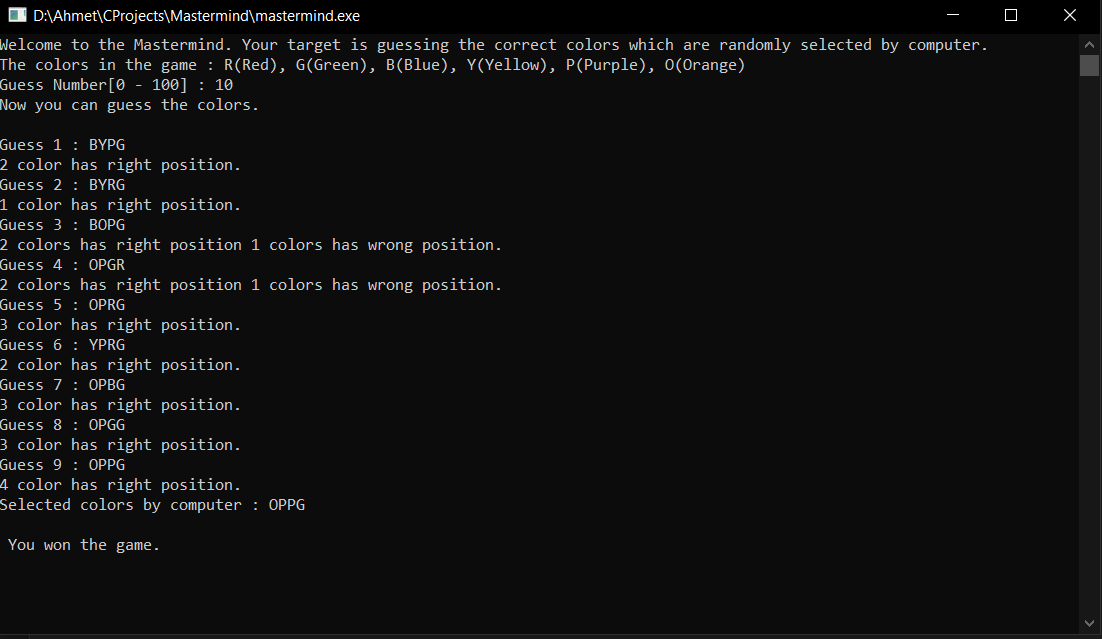 D:\Ahmet\CProjects\Mastermind\mastermind.exe
Welcome to the Mastermind. Your target is guessing the correct colors which are randomly selected by computer.
The colors in the game : R(Red), G(Green), B(Blue), Y(Yellow), P(Purple), O(Orange)
Guess Number[0 - 100] : 10
Now you can guess the colors.
Guess 1 : BYPG
2 color has right position.
Guess 2 : BYRG
1 color has right position.
Guess 3 : BOPG
2 colors has right position 1 colors has wrong position.
Guess 4 : OPGR
2 colors has right position 1 colors has wrong position.
Guess 5 : OPRG
3 color has right position.
Guess 6 : YPRG
2 color has right position.
Guess 7 : OPBG
3 color has right position.
Guess 8 : OPGG
3 color has right position.
Guess 9 : OPPG
4 color has right position.
Selected colors by computer : OPPG
You won the game.